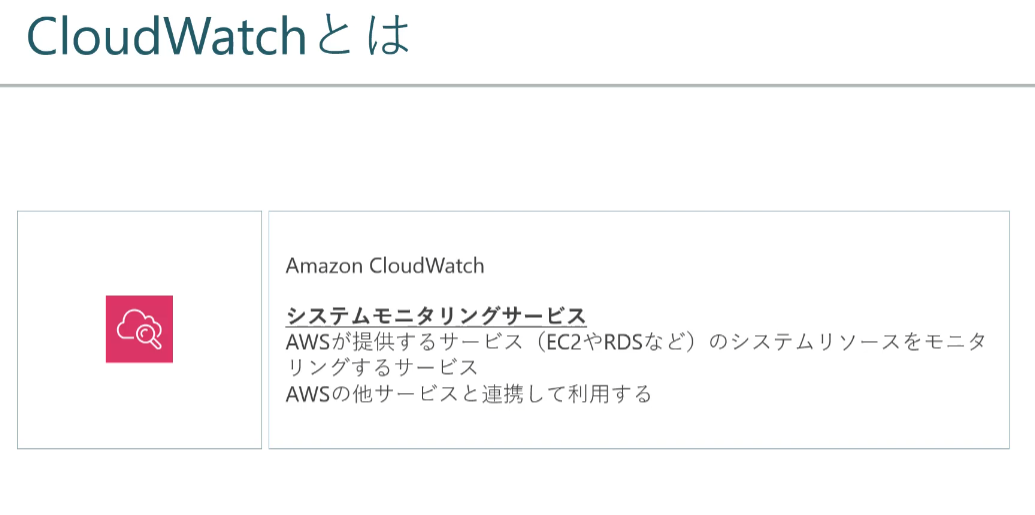 CloudWatchとは
Amazon CloudWatch
システムモニタリングサービス
AWSが提供するサービス（EC2やRDSなど）のシステムリソースをモニタ
リングするサービス
AWSの他サービスと連携して利用する